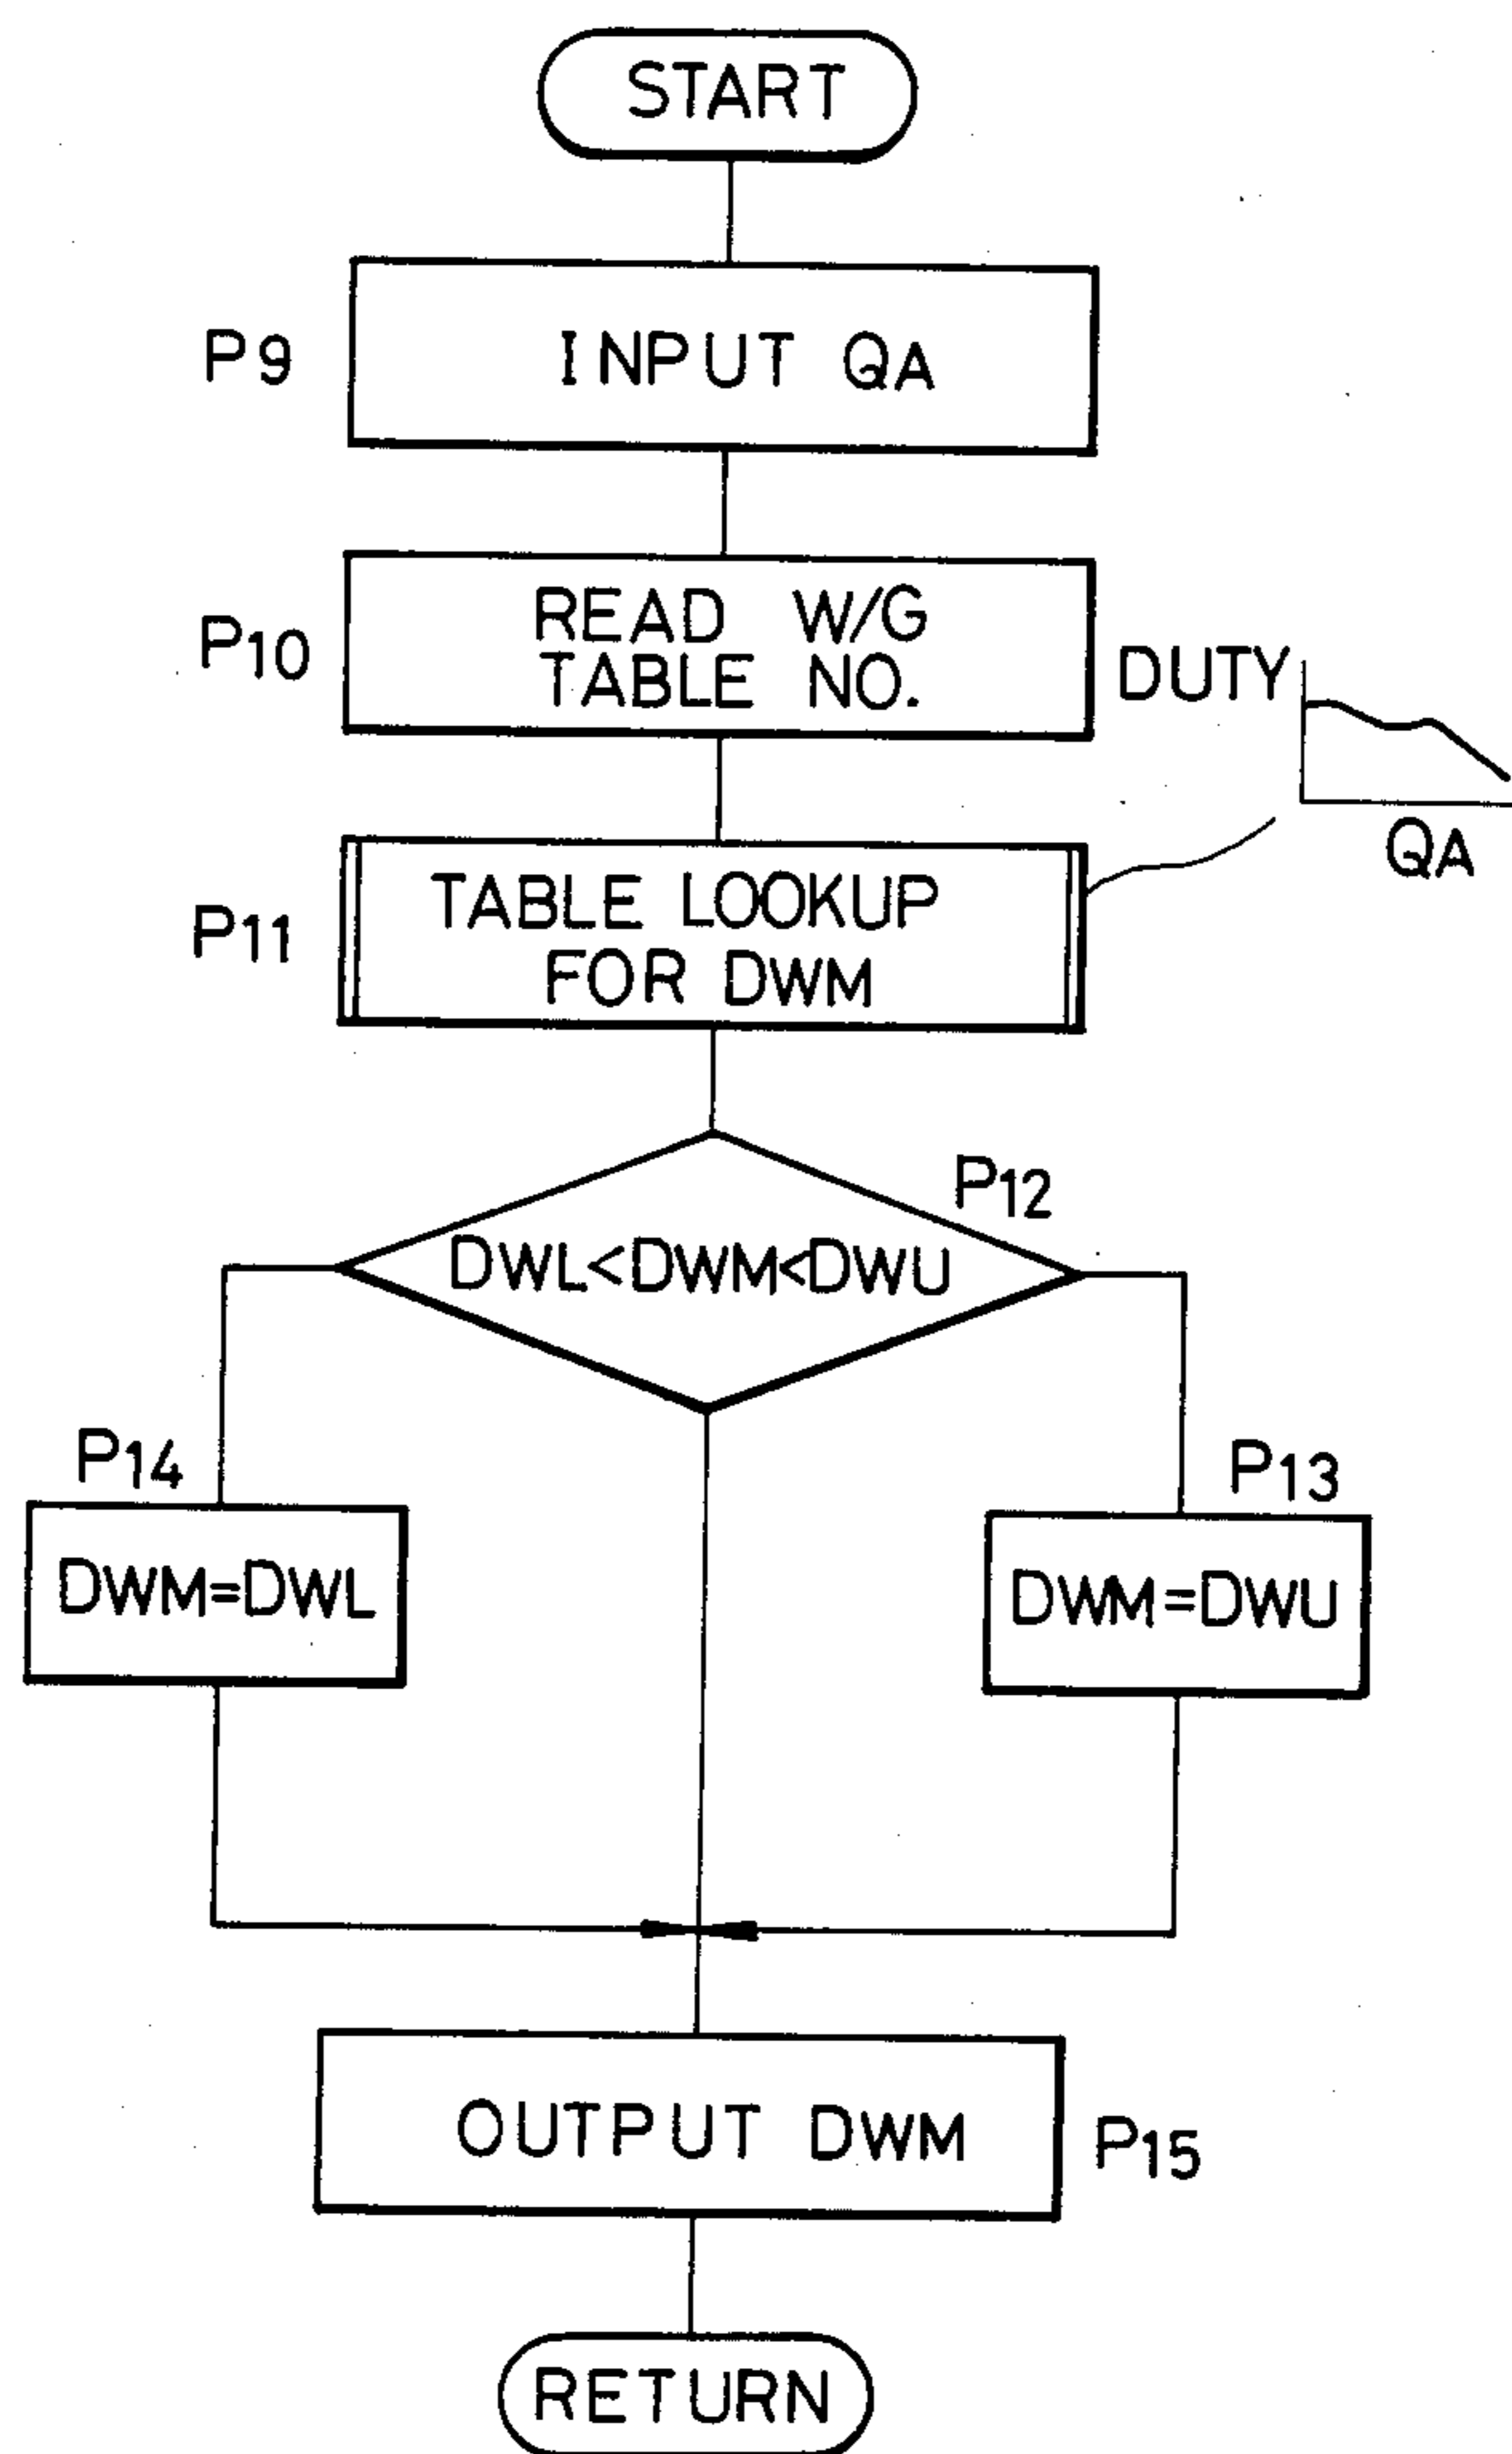 START
P9
INPUT QA
P10
READ W/G
TABLE NO.
DUTY
QA
P11
TABLE LOOKUP
FOR DWM
P12
DWL<DWM<DWU
P14
P13
DWM=DWL
DWM=DWU
OUTPUT DWM
P15
RETURN